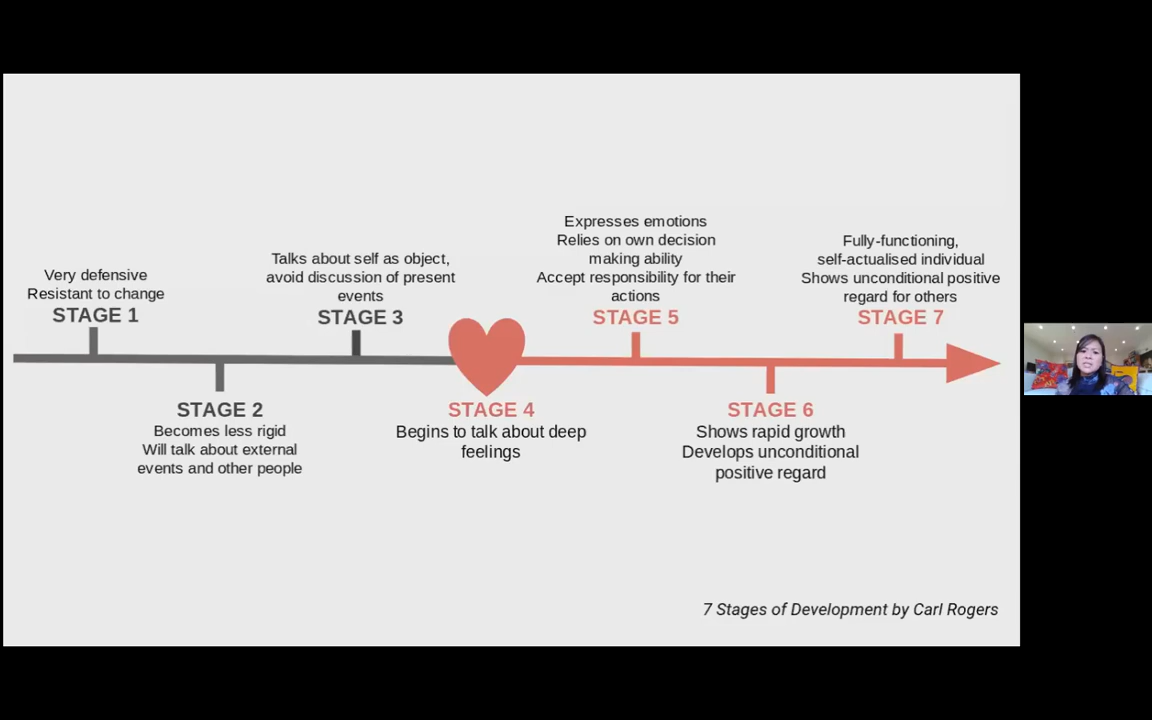 Very defensive
Resistant to change
STAGE 1
STAGE 2
Becomes less rigid
Will talk about external
events and other people
Talks about self as object,
avoid discussion of present
events
STAGE 3
STAGE 4
Begins to talk about deep
feelings
Expresses emotions
Relies on own decision
making ability
Accept responsibility for their
actions
STAGE 5
STAGE 6
Shows rapid growth
Develops unconditional
positive regard
Fully-functioning,
self-actualised individual
Shows unconditional positive
regard for others
STAGE 7
7 Stages of Development by Carl Rogers